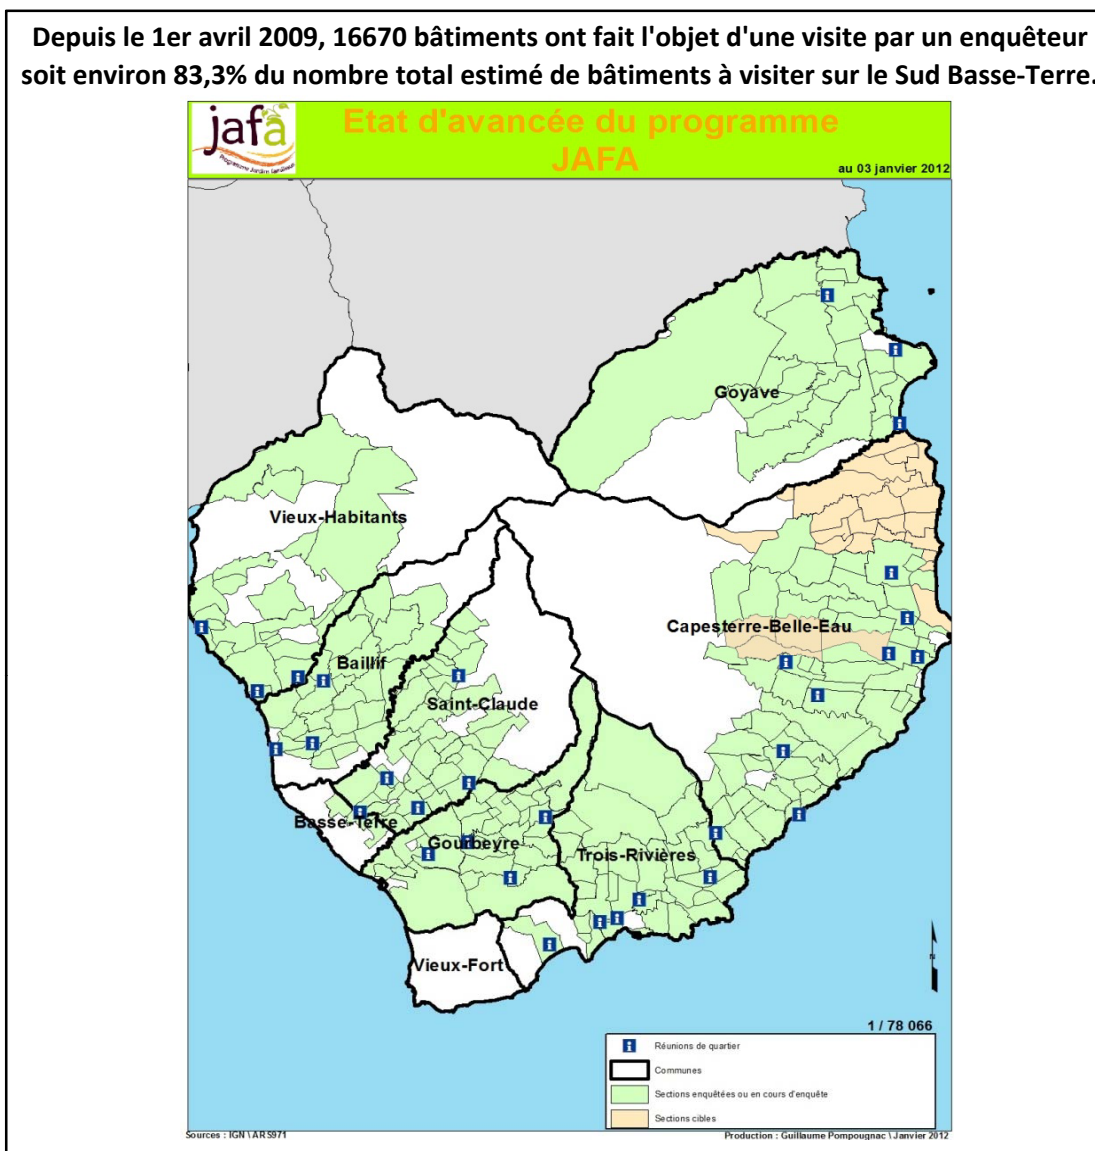 Depuis le 1er avril 2009, 16670 bâtiments ont fait l'objet d'une visite par un enquêteur
soit environ 83,3% du nombre total estimé de bâtiments à visiter sur le Sud Basse-Terre.
jafa
Programme Jardins familiaux
Etat d'avancée du programme
JAFA
au 03 janvier 2012
Goyave
Vieux-Habitants
Capesterre-Belle-Eau
Baillif
Saint-Claude
Basse-Terre
Gourbeyre
Trois-Rivières
Vieux-Fort
N
1 / 78 066
Réunions de quartier
Communes
Sections enquêtées ou en cours d'enquête
Sections cibles
Sources : IGN \ ARS971
Production : Guillaume Pompougnac \ Janvier 2012